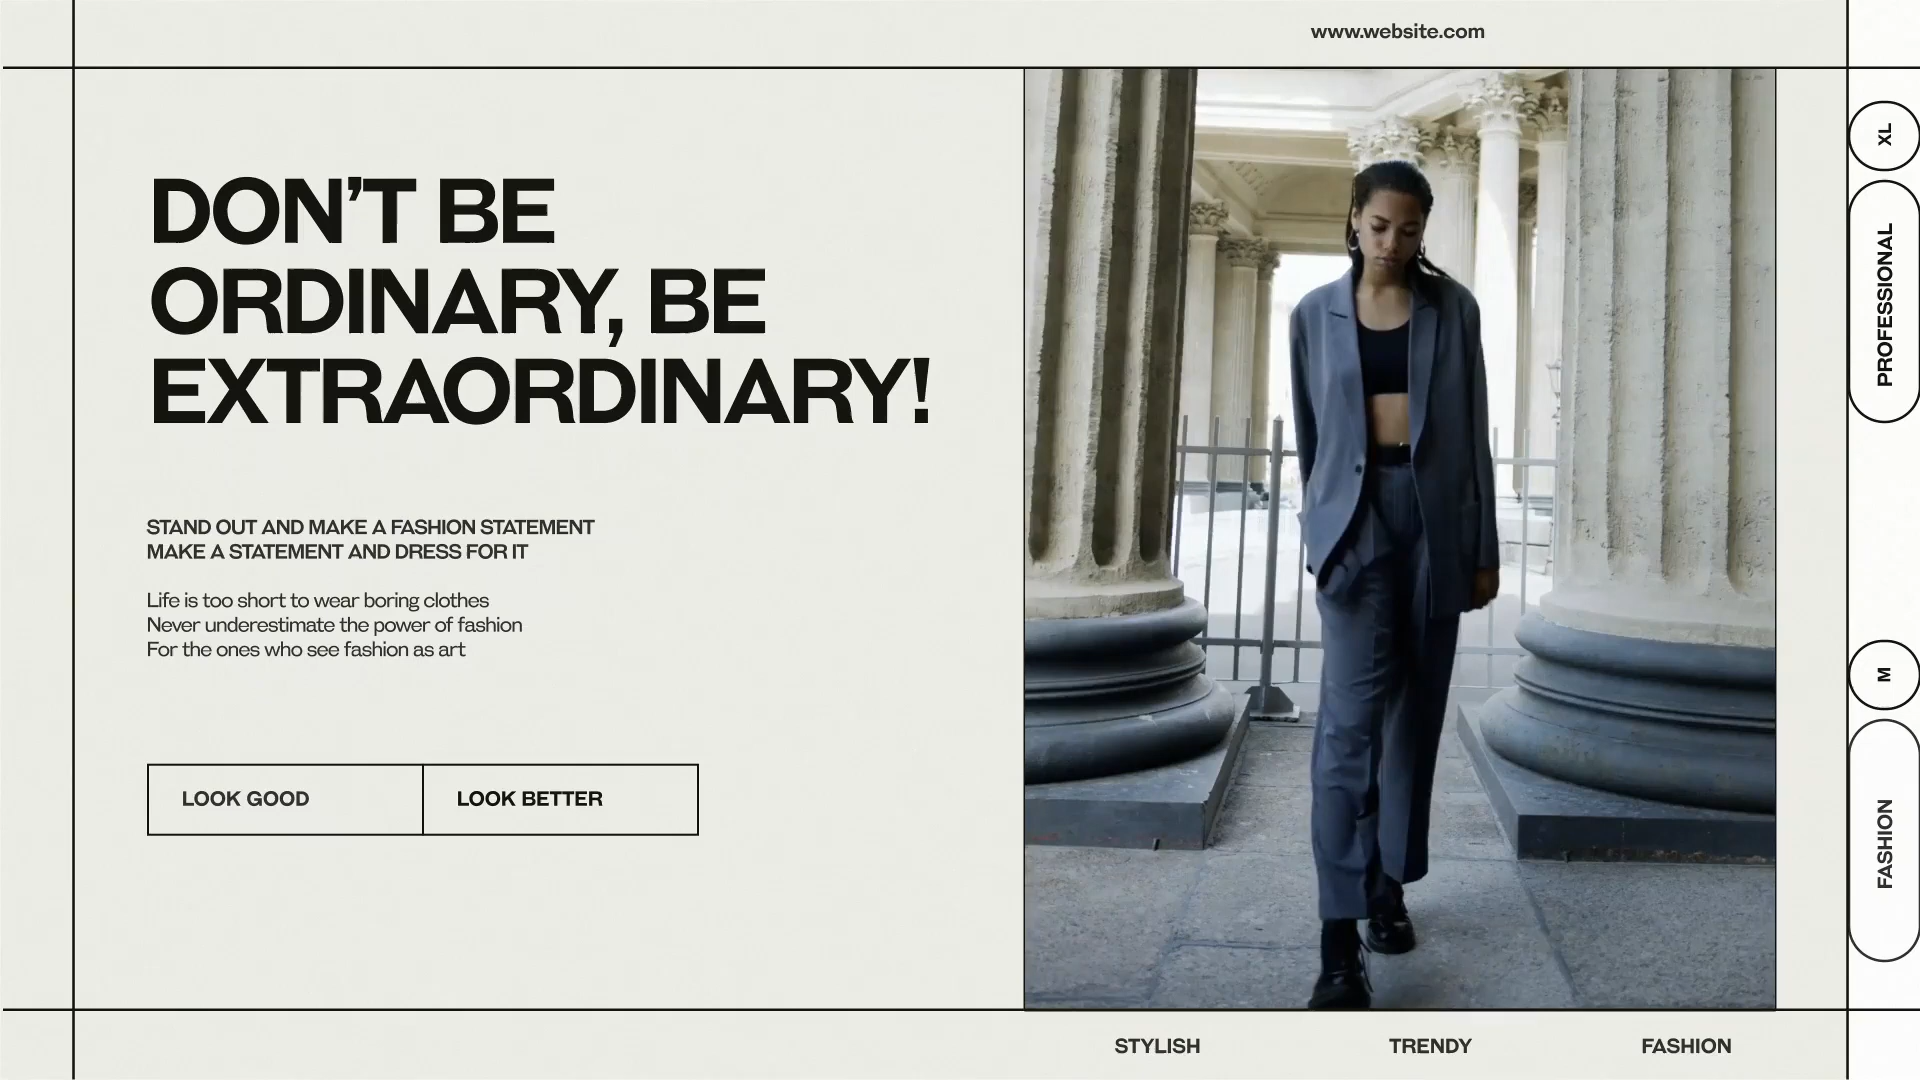 www.website.com
DON’T BE
ORDINARY, BE
EXTRAORDINARY!
STAND OUT AND MAKE A FASHION STATEMENT
MAKE A STATEMENT AND DRESS FOR IT
Life is too short to wear boring clothes
Never underestimate the power of fashion
For the ones who see fashion as art
LOOK GOOD
LOOK BETTER
STYLISH
TRENDY
FASHION
XL
PROFESSIONAL
M
FASHION